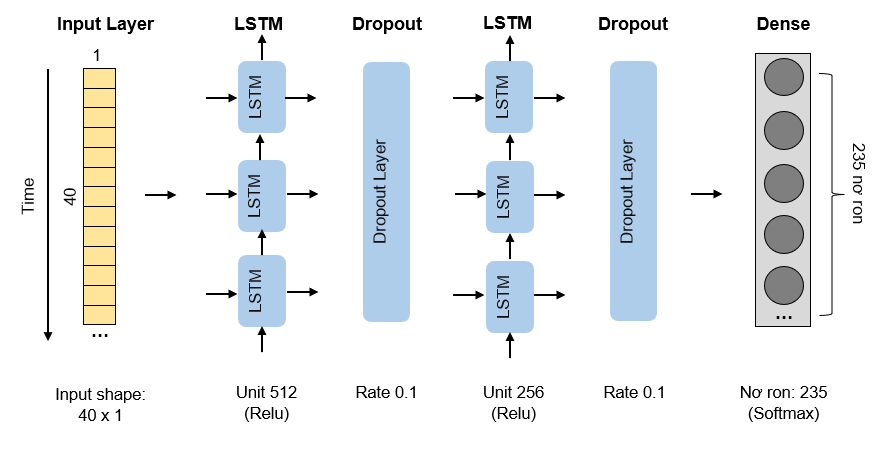 Input Layer
LSTM
Dropout
LSTM
Dropout
Dense
1
Time
40
...
LSTM
LSTM
LSTM
Dropout Layer
LSTM
LSTM
LSTM
Dropout Layer
...
235 nơ ron
Input shape:
40 x 1
Unit 512
(Relu)
Rate 0.1
Unit 256
(Relu)
Rate 0.1
Nơ ron: 235
(Softmax)